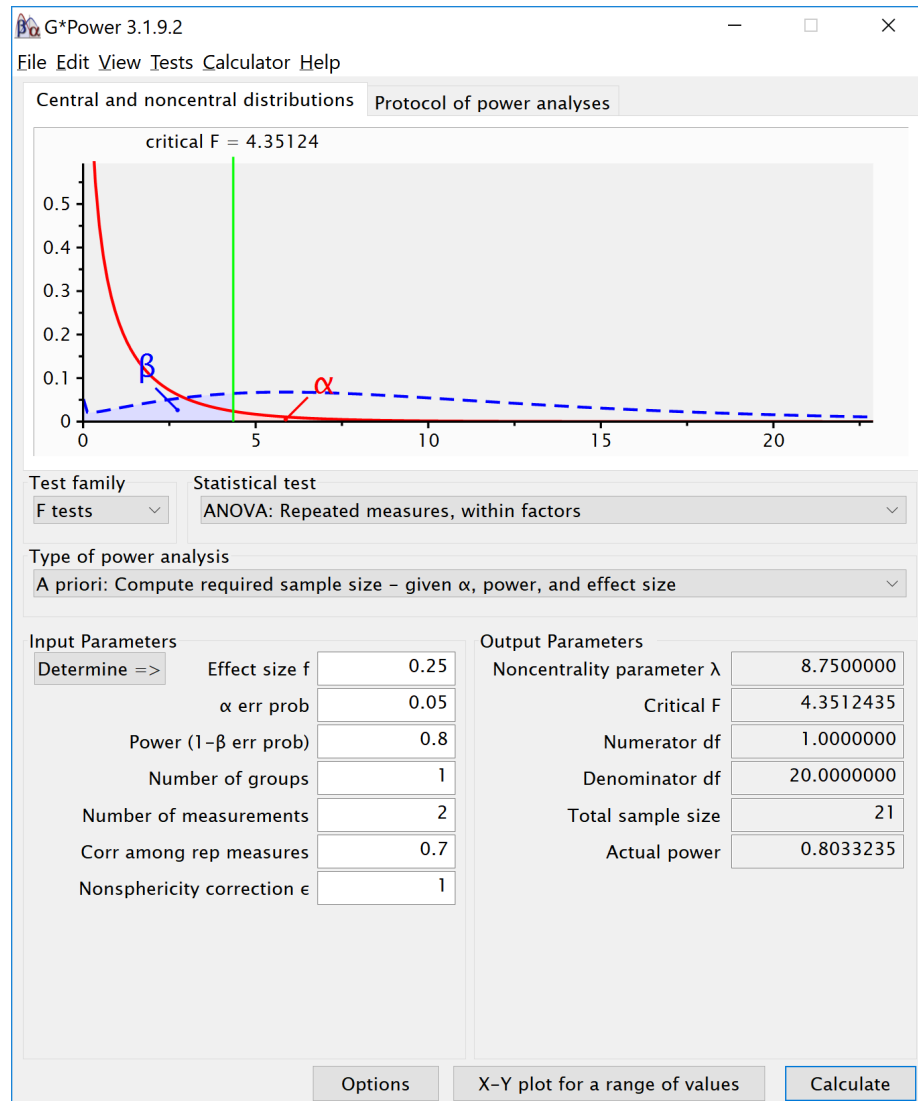 G*Power 3.1.9.2
File Edit View Tests Calculator Help
Central and noncentral distributions Protocol of power analyses
critical F = 4.35124
0.5
0.4
0.3
0.2
0.1
0
β
α
0 5 10 15 20
Test family Statistical test
F tests ANOVA: Repeated measures, within factors
Type of power analysis
A priori: Compute required sample size – given α, power, and effect size
Input Parameters Output Parameters
Determine => Effect size f 0.25 Noncentrality parameter λ 8.7500000
α err prob 0.05 Critical F 4.3512435
Power (1–β err prob) 0.8 Numerator df 1.0000000
Number of groups 1 Denominator df 20.0000000
Number of measurements 2 Total sample size 21
Corr among rep measures 0.7 Actual power 0.8033235
Nonsphericity correction ϵ 1
Options X–Y plot for a range of values Calculate